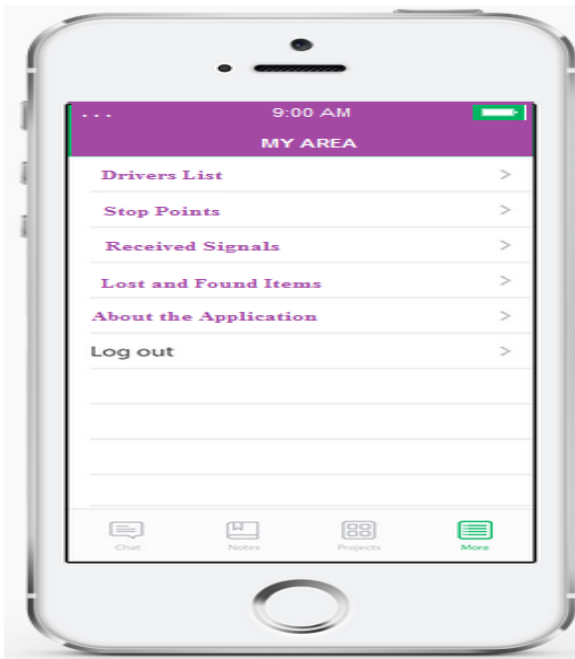 ... 9:00 AM
MY AREA
Drivers List >
Stop Points >
Received Signals >
Lost and Found Items >
About the Application >
Log out >
Chat Notes Projects More